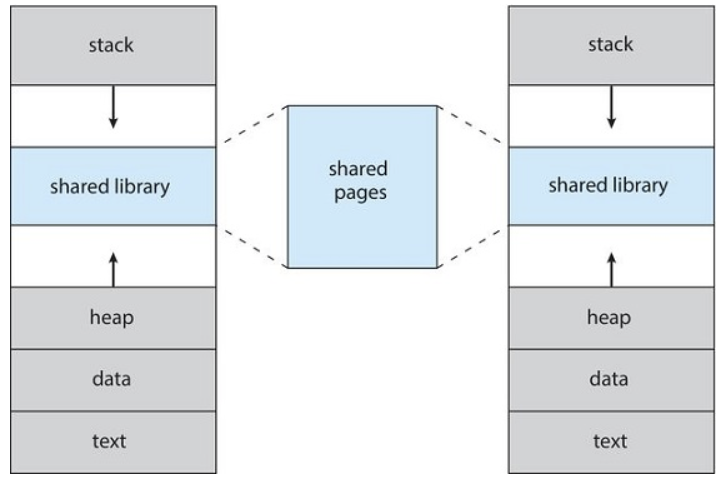 stack
shared library
heap
data
text
shared
pages
stack
shared library
heap
data
text